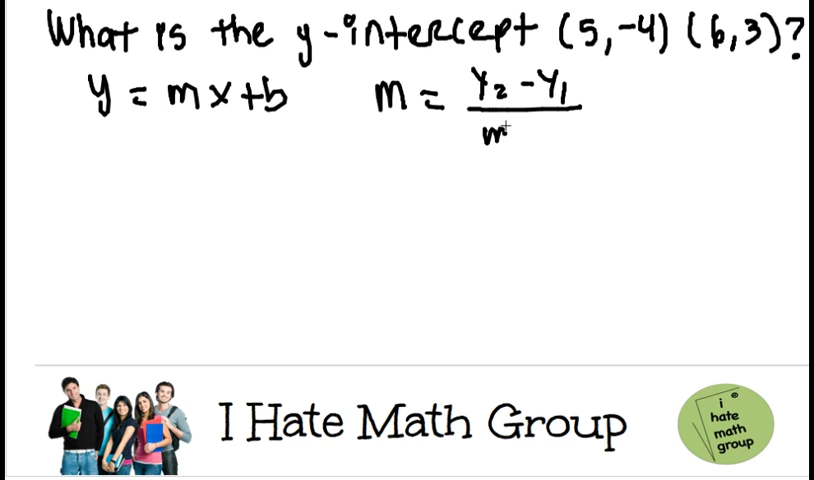 What is the y-intercept (5,-4) (6,3)?
y = mx+b m = Y2 - Y1
m
I Hate Math Group
i
hate
math
group